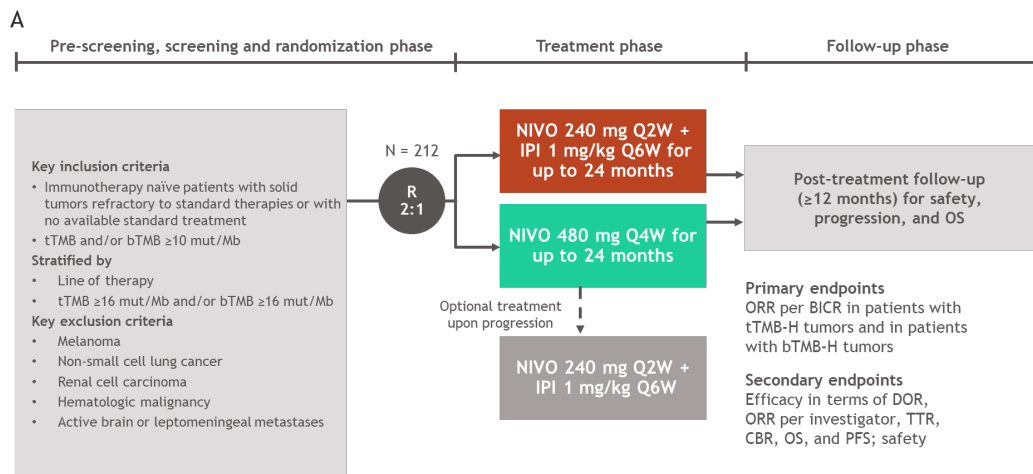 A
Pre-screening, screening and randomization phase
Treatment phase
Follow-up phase
Key inclusion criteria
• Immunotherapy naïve patients with solid
tumors refractory to standard therapies or with
no available standard treatment
• tTMB and/or bTMB ≥10 mut/Mb
Stratified by
• Line of therapy
• tTMB ≥16 mut/Mb and/or bTMB ≥16 mut/Mb
Key exclusion criteria
• Melanoma
• Non-small cell lung cancer
• Renal cell carcinoma
• Hematologic malignancy
• Active brain or leptomeningeal metastases
N = 212
R
2:1
NIVO 240 mg Q2W +
IPI 1 mg/kg Q6W for
up to 24 months
NIVO 480 mg Q4W for
up to 24 months
Optional treatment
upon progression
NIVO 240 mg Q2W +
IPI 1 mg/kg Q6W
Post-treatment follow-up
(≥12 months) for safety,
progression, and OS
Primary endpoints
ORR per BICR in patients with
tTMB-H tumors and in patients
with bTMB-H tumors
Secondary endpoints
Efficacy in terms of DOR,
ORR per investigator, TTR,
CBR, OS, and PFS; safety